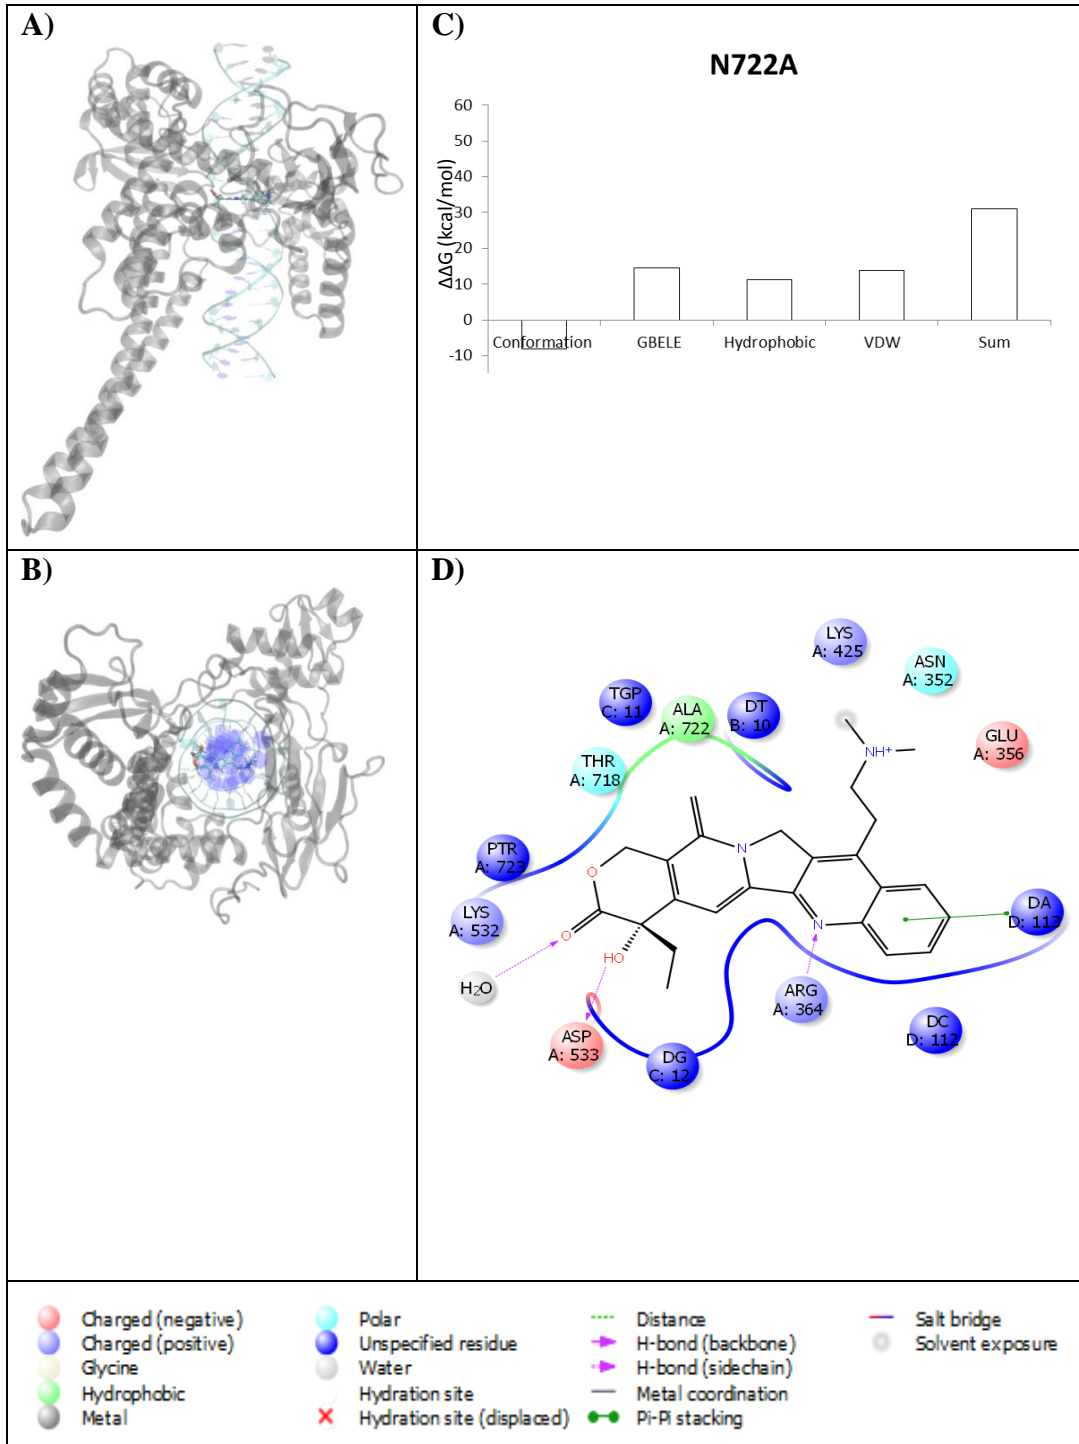 A)
C)
N722A
ΔΔG (kcal/mol)
60
50
40
30
20
10
0
-10
Conformation
GBELE
Hydrophobic
VDW
Sum
B)
D)
LYS
A: 425
ASN
A: 352
GLU
A: 356
TGP
C: 11
ALA
A: 722
DT
B: 10
THR
A: 718
NH+
PTR
A: 723
LYS
A: 532
O
N
O
HO
N
H2O
ASP
A: 533
DG
C: 12
ARG
A: 364
DA
D: 113
DC
D: 112
Charged (negative)
Charged (positive)
Glycine
Hydrophobic
Metal
Polar
Unspecified residue
Water
Hydration site
Hydration site (displaced)
Distance
H-bond (backbone)
H-bond (sidechain)
Metal coordination
Pi-Pi stacking
Salt bridge
Solvent exposure